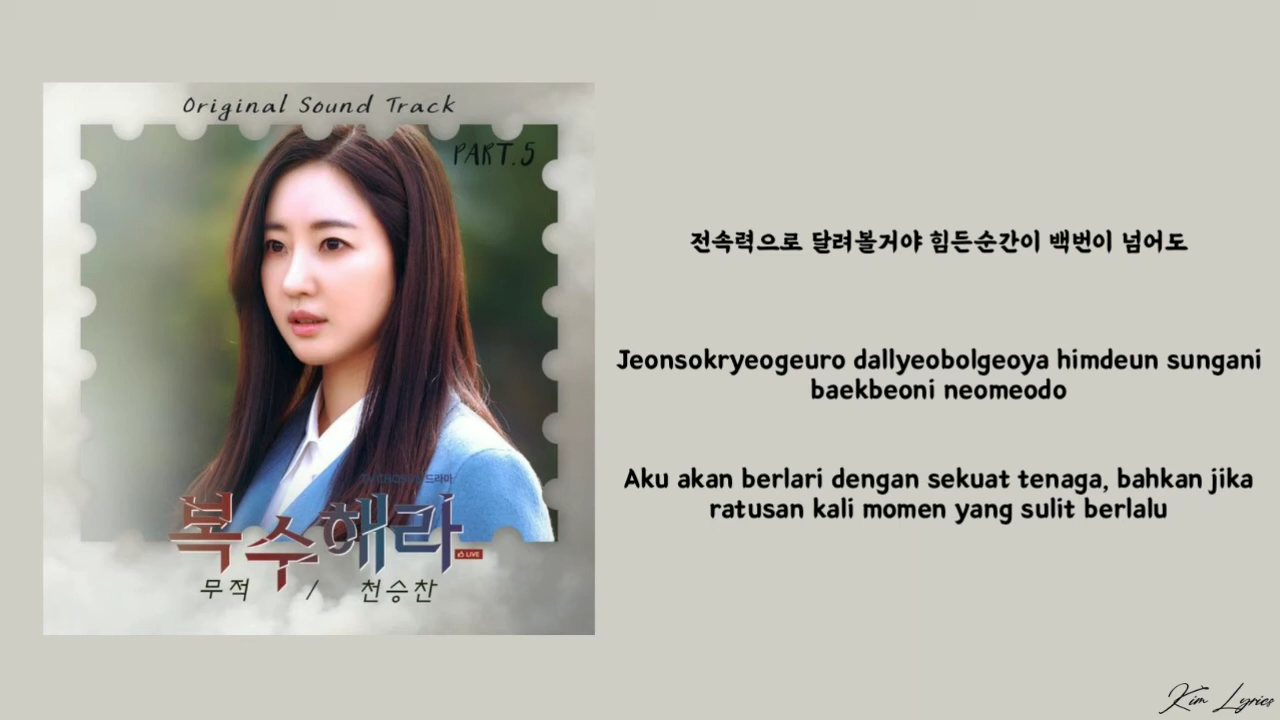 Original Sound Track
PART.5
복수해라
LIVE
무적 / 천승찬
전속력으로 달려볼거야 힘든순간이 백번이 넘어도
Jeonsokryeogeuro dallyeobolgeoya himdeun sungani
baekbeoni neomeodo
Aku akan berlari dengan sekuat tenaga, bahkan jika
ratusan kali momen yang sulit berlalu
Kim Lyrics